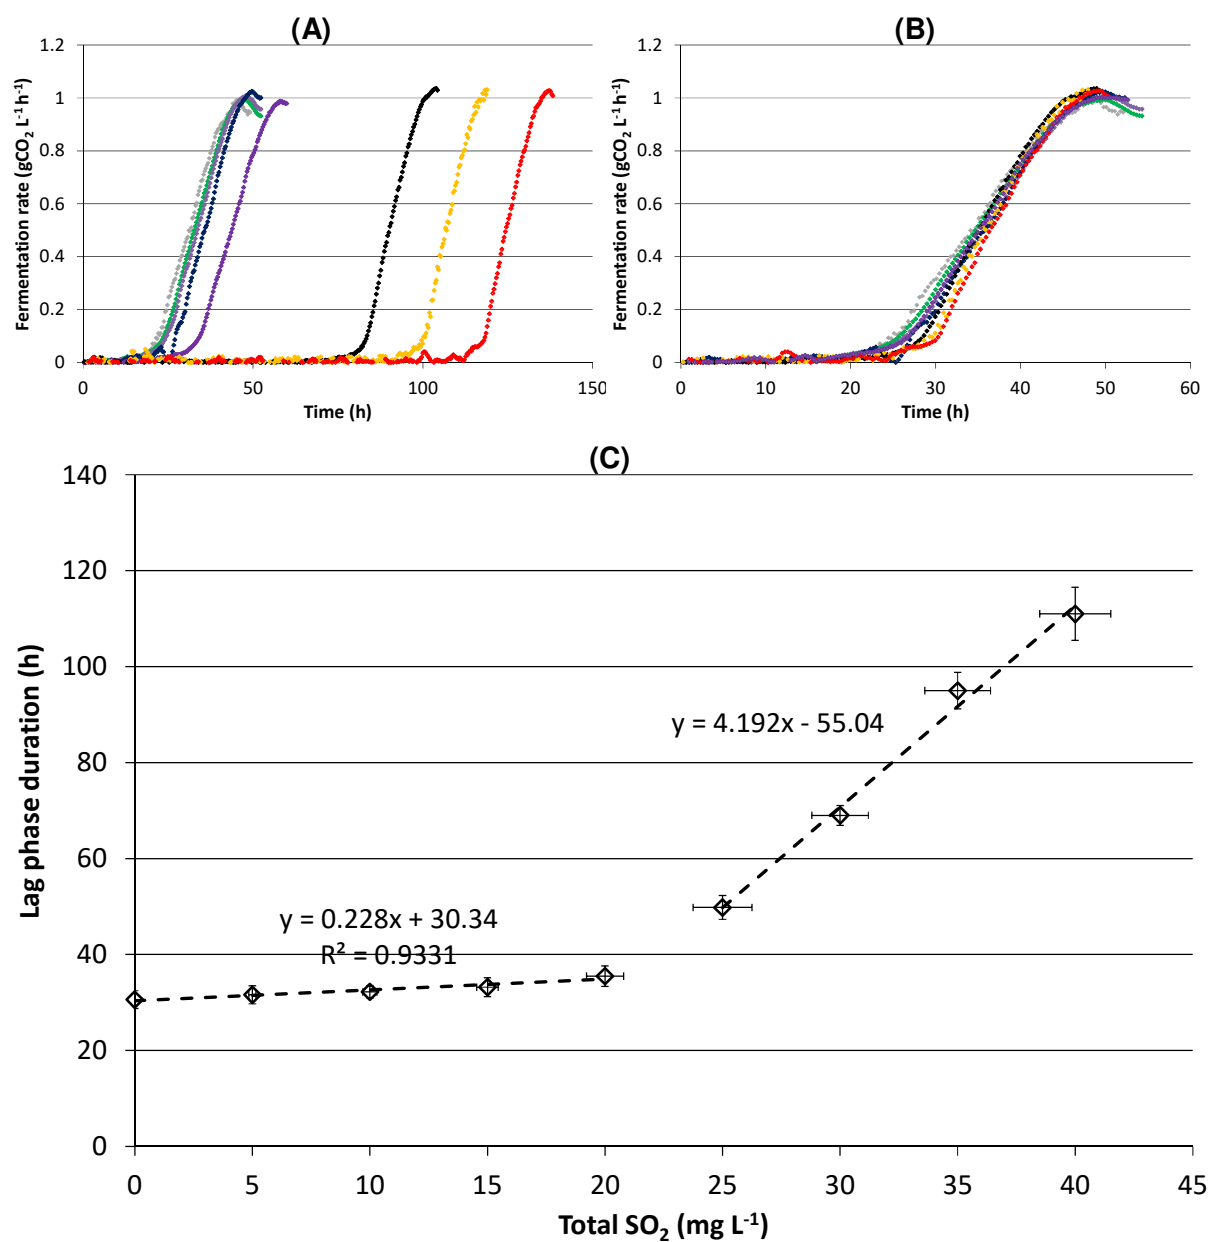 (A)
(B)
Fermentation rate (gCO₂ L⁻¹ h⁻¹)
1.2
1
0.8
0.6
0.4
0.2
0
0 50 100 150
Time (h)
Fermentation rate (gCO₂ L⁻¹ h⁻¹)
1.2
1
0.8
0.6
0.4
0.2
0
0 10 20 30 40 50 60
Time (h)
(C)
Lag phase duration (h)
140
120
100
80
60
40
20
0
y = 4.192x - 55.04
y = 0.228x + 30.34
R² = 0.9331
0 5 10 15 20 25 30 35 40 45
Total SO₂ (mg L⁻¹)